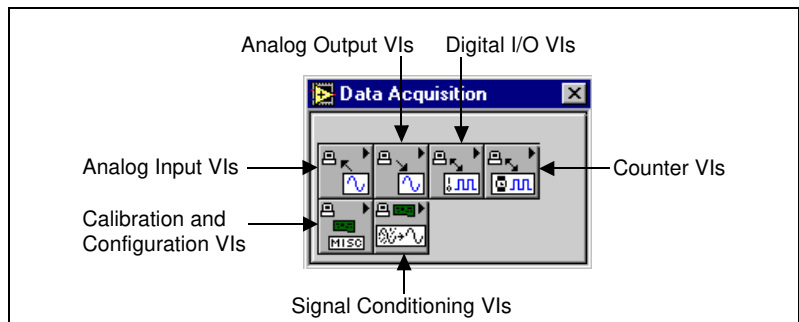 Analog Output VIs
Digital I/O VIs
Data Acquisition
Analog Input VIs
Counter VIs
Calibration and
Configuration VIs
MISC
Signal Conditioning VIs